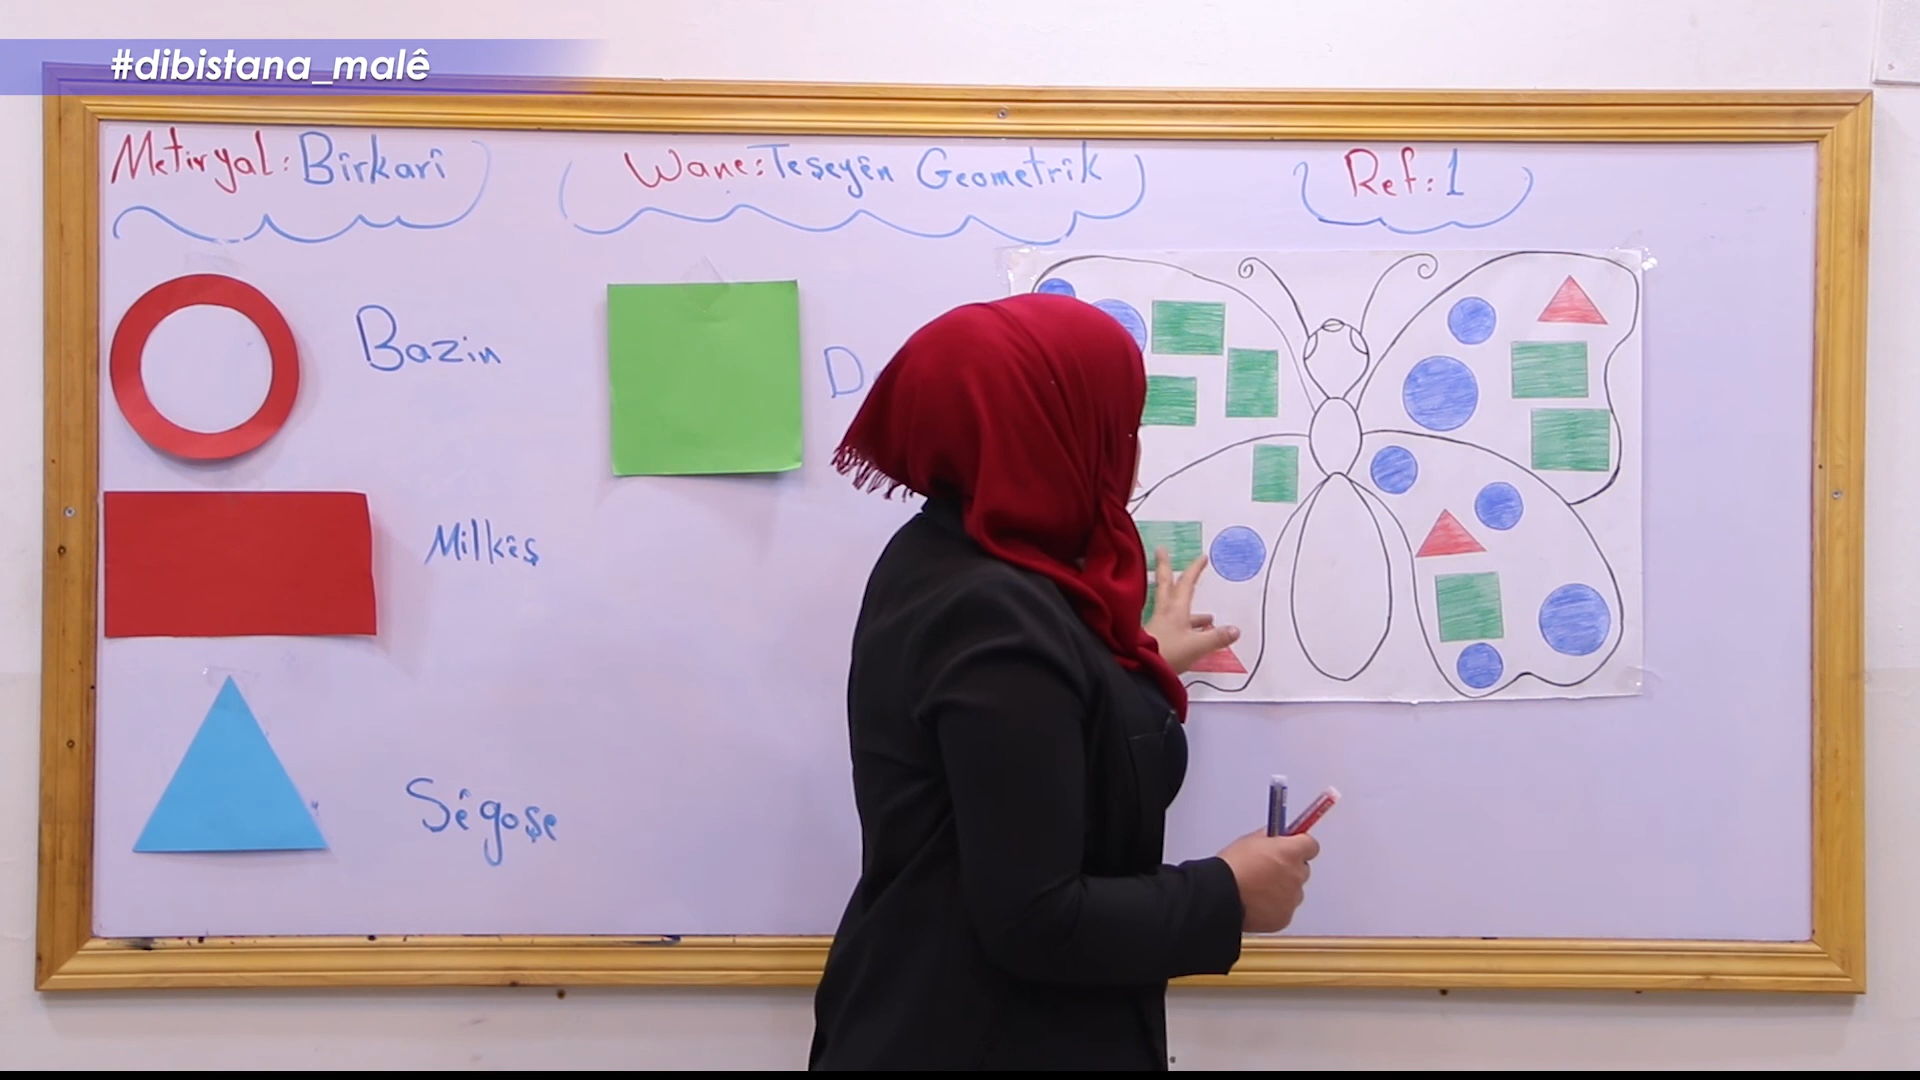 #dibistana_malê
Metiryal: Bîrkarî
Wane: Teşeyên Geometrîk
Ref: 1
Bazin
Milkêş
Sêgoşe